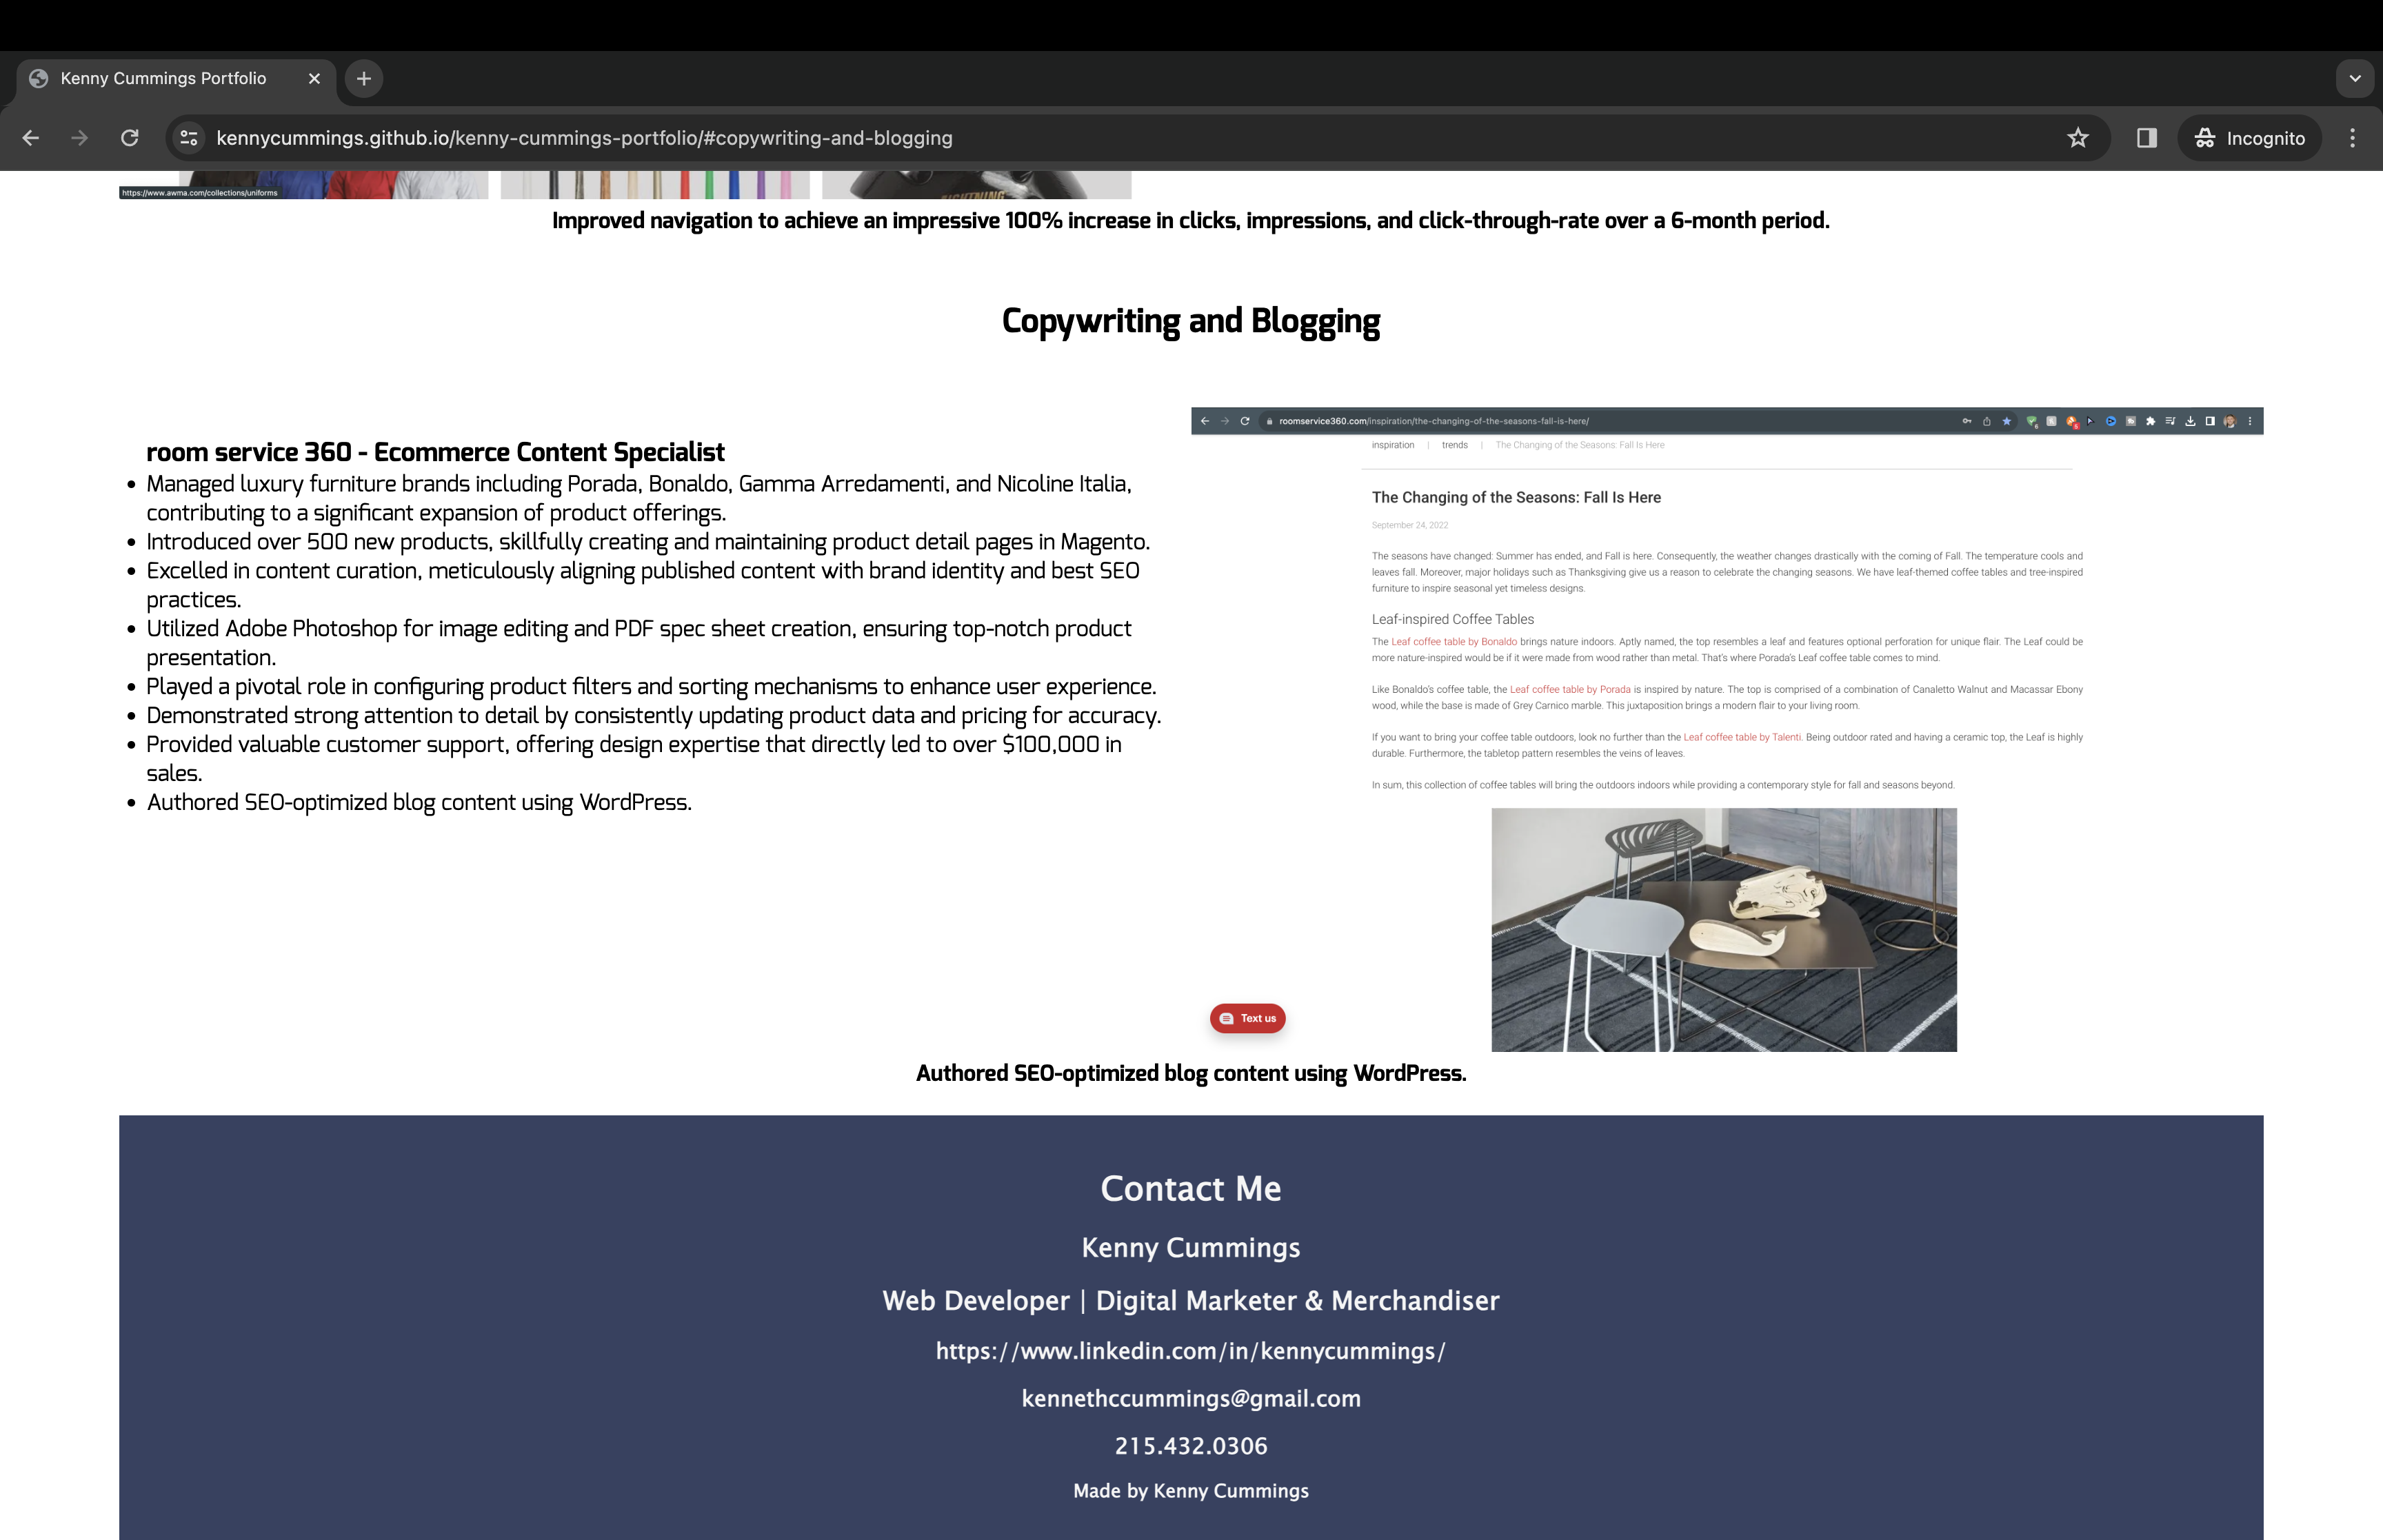 Kenny Cummings Portfolio
kennycummings.github.io/kenny-cummings-portfolio/#copywriting-and-blogging
Incognito
https://www.awma.com/collections/uniforms
LIGHTNING
Improved navigation to achieve an impressive 100% increase in clicks, impressions, and click-through-rate over a 6-month period.
Copywriting and Blogging
room service 360 - Ecommerce Content Specialist
• Managed luxury furniture brands including Porada, Bonaldo, Gamma Arredamenti, and Nicoline Italia,
contributing to a significant expansion of product offerings.
• Introduced over 500 new products, skillfully creating and maintaining product detail pages in Magento.
• Excelled in content curation, meticulously aligning published content with brand identity and best SEO
practices.
• Utilized Adobe Photoshop for image editing and PDF spec sheet creation, ensuring top-notch product
presentation.
• Played a pivotal role in configuring product filters and sorting mechanisms to enhance user experience.
• Demonstrated strong attention to detail by consistently updating product data and pricing for accuracy.
• Provided valuable customer support, offering design expertise that directly led to over $100,000 in
sales.
• Authored SEO-optimized blog content using WordPress.
roomservice360.com/inspiration/the-changing-of-the-seasons-fall-is-here/
inspiration | trends | The Changing of the Seasons: Fall Is Here
The Changing of the Seasons: Fall Is Here
September 24, 2022
The seasons have changed: Summer has ended, and Fall is here. Consequently, the weather changes drastically with the coming of Fall. The temperature cools and
leaves fall. Moreover, major holidays such as Thanksgiving give us a reason to celebrate the changing seasons. We have leaf-themed coffee tables and tree-inspired
furniture to inspire seasonal yet timeless designs.
Leaf-inspired Coffee Tables
The Leaf coffee table by Bonaldo brings nature indoors. Aptly named, the top resembles a leaf and features optional perforation for unique flair. The Leaf could be
more nature-inspired would be if it were made from wood rather than metal. That's where Porada's Leaf coffee table comes to mind.
Like Bonaldo's coffee table, the Leaf coffee table by Porada is inspired by nature. The top is comprised of a combination of Canaletto Walnut and Macassar Ebony
wood, while the base is made of Grey Carnico marble. This juxtaposition brings a modern flair to your living room.
If you want to bring your coffee table outdoors, look no further than the Leaf coffee table by Talenti. Being outdoor rated and having a ceramic top, the Leaf is highly
durable. Furthermore, the tabletop pattern resembles the veins of leaves.
In sum, this collection of coffee tables will bring the outdoors indoors while providing a contemporary style for fall and seasons beyond.
Text us
Authored SEO-optimized blog content using WordPress.
Contact Me
Kenny Cummings
Web Developer | Digital Marketer & Merchandiser
https://www.linkedin.com/in/kennycummings/
kennethccummings@gmail.com
215.432.0306
Made by Kenny Cummings